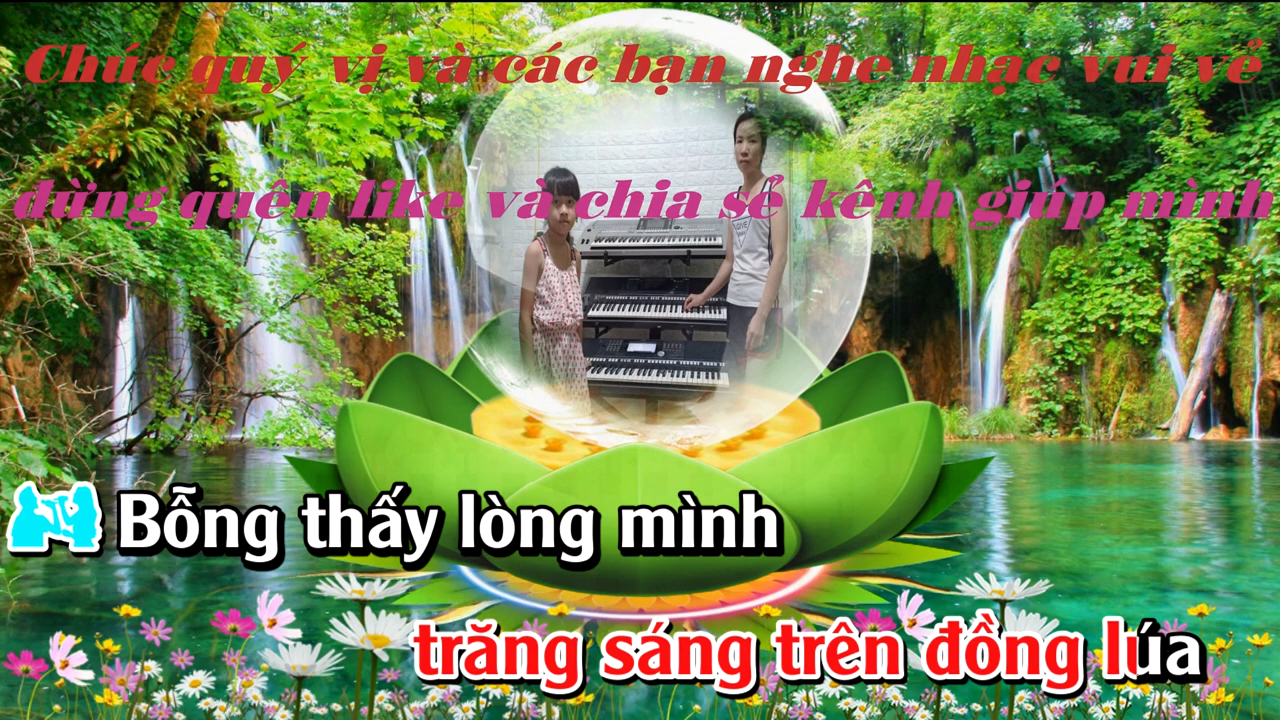 Chúc quý vị và các bạn nghe nhạc vui vẻ
đừng quên like và chia sẻ kênh giúp mình
Bỗng thấy lòng mình
trăng sáng trên đồng lúa